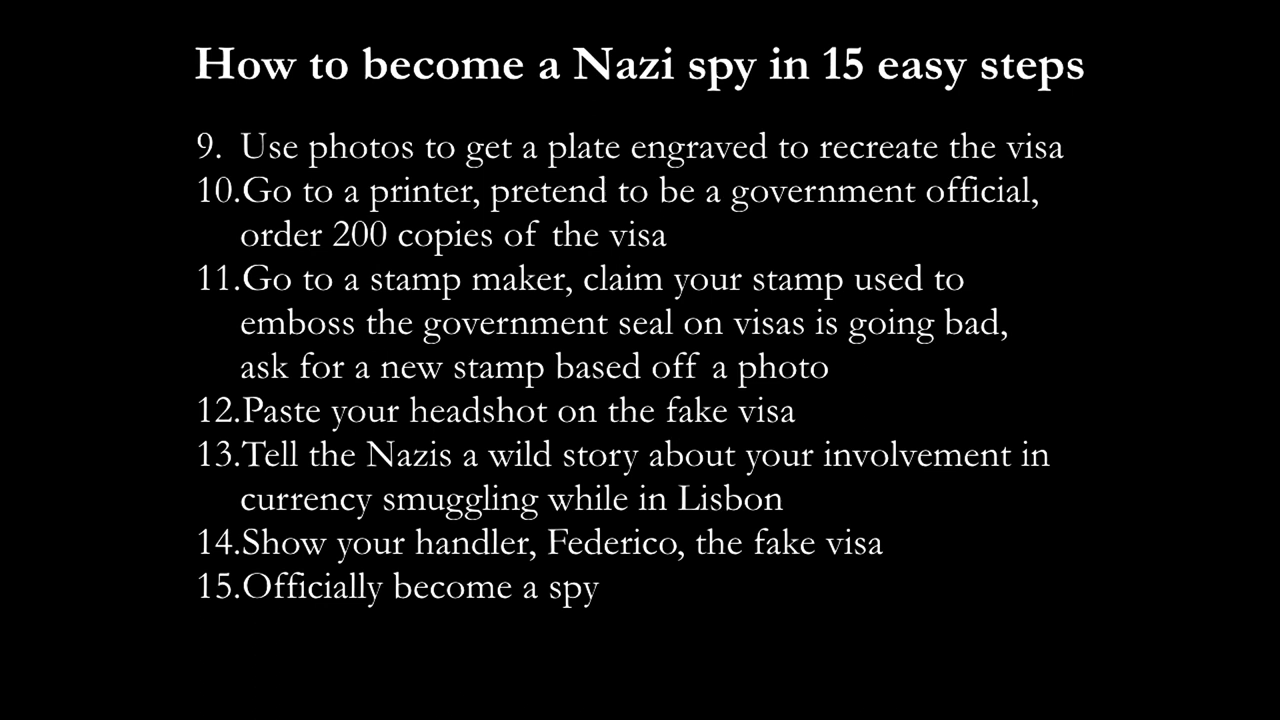 How to become a Nazi spy in 15 easy steps
9. Use photos to get a plate engraved to recreate the visa
10.Go to a printer, pretend to be a government official,
order 200 copies of the visa
11.Go to a stamp maker, claim your stamp used to
emboss the government seal on visas is going bad,
ask for a new stamp based off a photo
12.Paste your headshot on the fake visa
13.Tell the Nazis a wild story about your involvement in
currency smuggling while in Lisbon
14.Show your handler, Federico, the fake visa
15.Officially become a spy